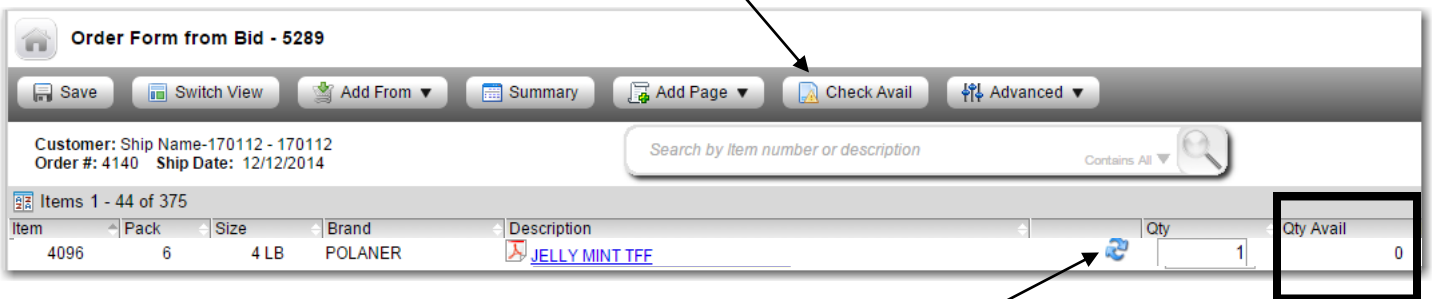 Order Form from Bid - 5289
Save Switch View Add From ▼ Summary Add Page ▼ Check Avail Advanced ▼
Customer: Ship Name-170112 - 170112
Order #: 4140 Ship Date: 12/12/2014
Search by Item number or description Contains All ▼
Items 1 - 44 of 375
Item Pack Size Brand Description Qty Qty Avail
4096 6 4 LB POLANER JELLY MINT TFF 1 0